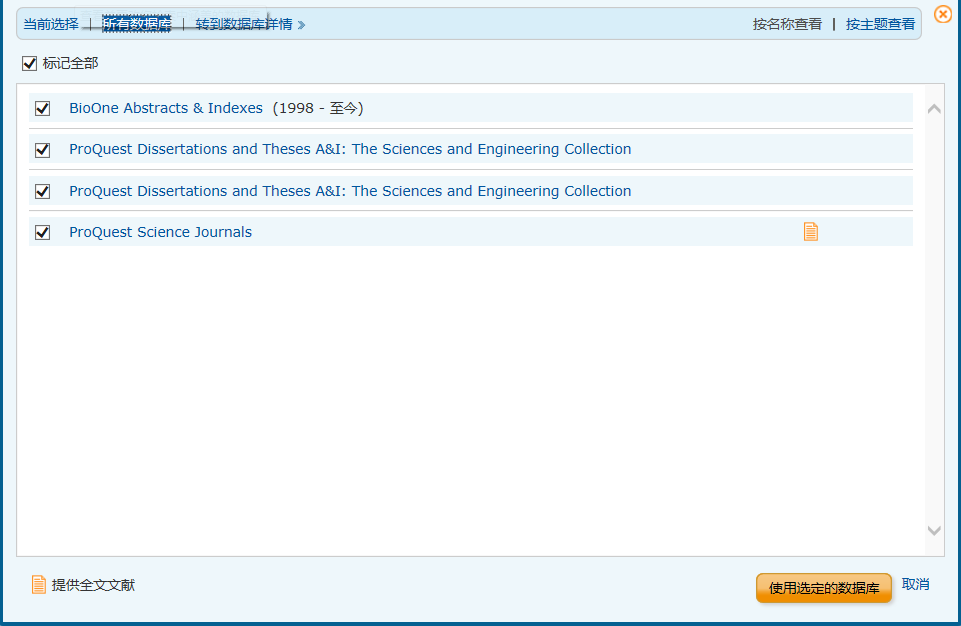 当前选择 | 所有数据库 | 转到数据库详情 » 按名称查看 | 按主题查看
标记全部
BioOne Abstracts & Indexes (1998 - 至今)
ProQuest Dissertations and Theses A&I: The Sciences and Engineering Collection
ProQuest Dissertations and Theses A&I: The Sciences and Engineering Collection
ProQuest Science Journals
提供全文文献 使用选定的数据库 取消